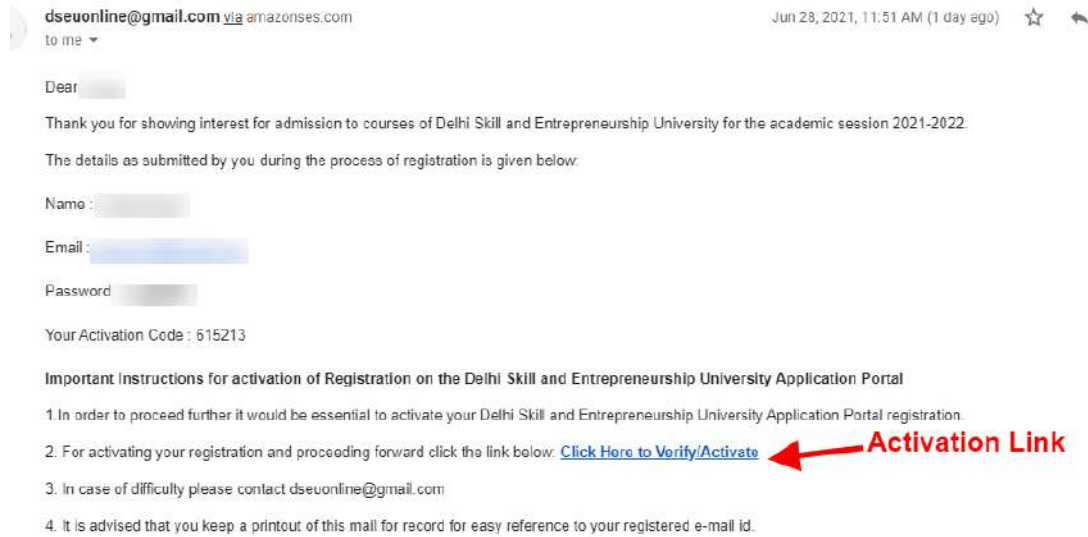 dseuonline@gmail.com via amazonses.com Jun 28, 2021, 11:51 AM (1 day ago)
to me
Dear
Thank you for showing interest for admission to courses of Delhi Skill and Entrepreneurship University for the academic session 2021-2022.
The details as submitted by you during the process of registration is given below:
Name :
Email :
Password
Your Activation Code : 615213
Important Instructions for activation of Registration on the Delhi Skill and Entrepreneurship University Application Portal
1.In order to proceed further it would be essential to activate your Delhi Skill and Entrepreneurship University Application Portal registration.
2. For activating your registration and proceeding forward click the link below: Click Here to Verify/Activate Activation Link
3. In case of difficulty please contact dseuonline@gmail.com
4. It is advised that you keep a printout of this mail for record for easy reference to your registered e-mail id.